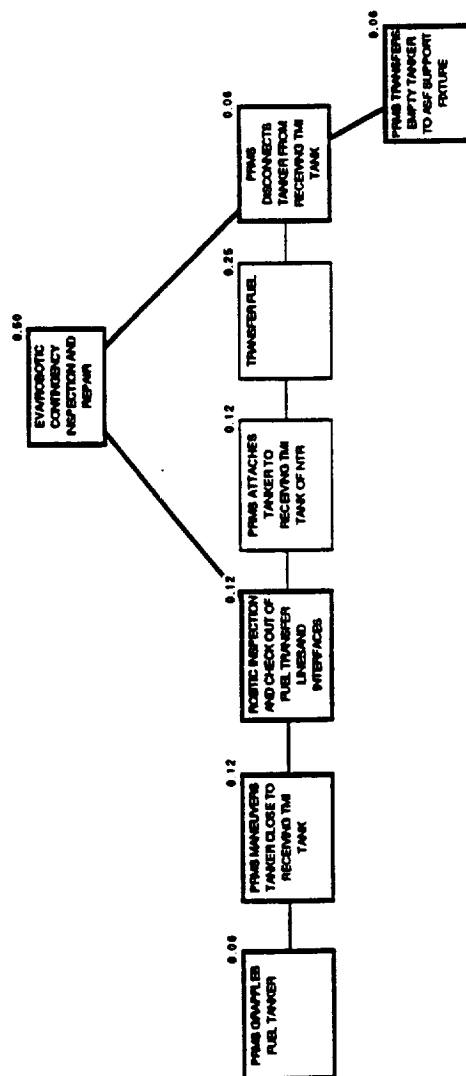 0.50
EVA/ROBOTIC
CONTINGENCY
INSPECTION AND
REPAIR
0.06
PRMS GRAPPLES
FUEL TANKER
0.12
PRMS MANEUVERS
TANKER CLOSE TO
RECEIVING TMI
TANK
0.12
ROBTIC INSPECTION
AND CHECK OUT OF
FUEL TRANSFER
LINESAND
INTERFACES
0.12
PRMS ATTACHES
TANKER TO
RECEIVING TMI
TANK OF NTR
0.25
TRANSFER FUEL
0.06
PRMS
DISCONNECTS
TANKER FROM
RECEIVING TMI
TANK
0.06
PRMS TRANSFERS
EMPTY TANKER
TO ASF SUPPORT
FIXTURE